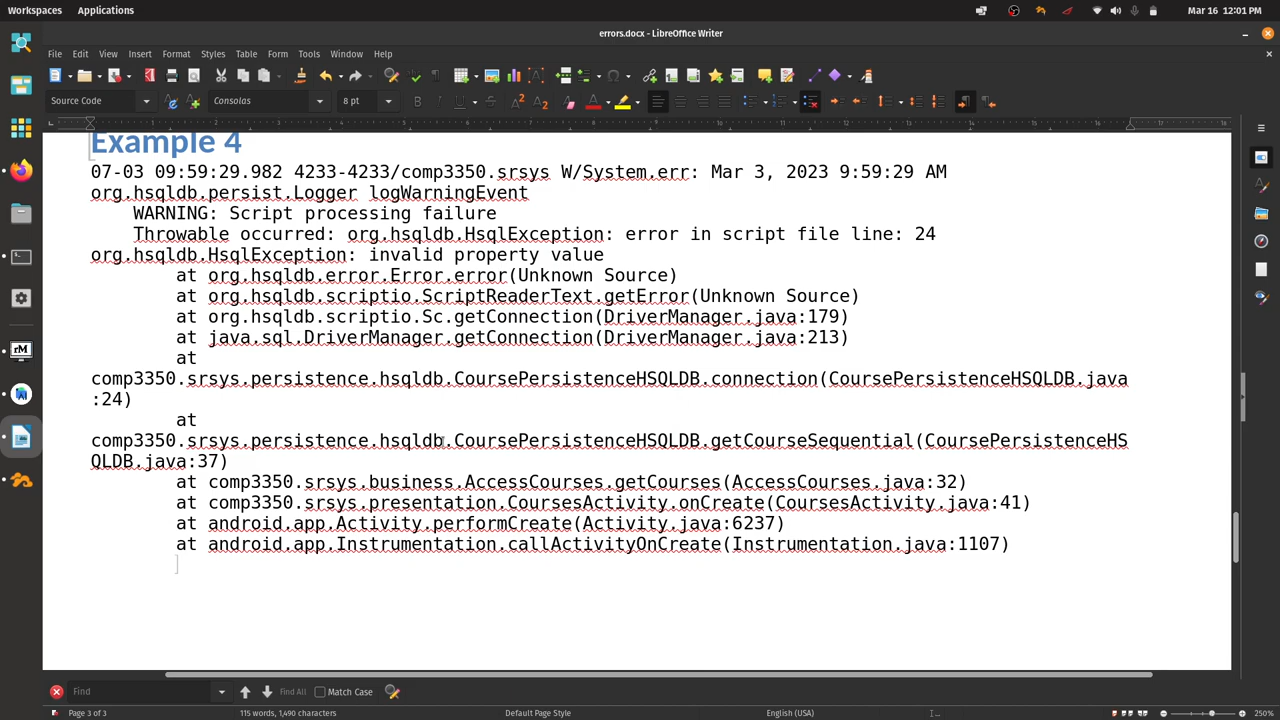 Workspaces Applications Mar 16 12:01 PM
errors.docx - LibreOffice Writer
File Edit View Insert Format Styles Table Form Tools Window Help
Source Code Consolas 8 pt
Example 4
07-03 09:59:29.982 4233-4233/comp3350.srsys W/System.err: Mar 3, 2023 9:59:29 AM
org.hsqldb.persist.Logger logWarningEvent
WARNING: Script processing failure
Throwable occurred: org.hsqldb.HsqlException: error in script file line: 24
org.hsqldb.HsqlException: invalid property value
at org.hsqldb.error.Error.error(Unknown Source)
at org.hsqldb.scriptio.ScriptReaderText.getError(Unknown Source)
at org.hsqldb.scriptio.Sc.getConnection(DriverManager.java:179)
at java.sql.DriverManager.getConnection(DriverManager.java:213)
at
comp3350.srsys.persistence.hsqldb.CoursePersistenceHSQLDB.connection(CoursePersistenceHSQLDB.java
:24)
at
comp3350.srsys.persistence.hsqldb.CoursePersistenceHSQLDB.getCourseSequential(CoursePersistenceHS
QLDB.java:37)
at comp3350.srsys.business.AccessCourses.getCourses(AccessCourses.java:32)
at comp3350.srsys.presentation.CoursesActivity.onCreate(CoursesActivity.java:41)
at android.app.Activity.performCreate(Activity.java:6237)
at android.app.Instrumentation.callActivityOnCreate(Instrumentation.java:1107)
Find Find All Match Case
Page 3 of 3 115 words, 1,490 characters Default Page Style English (USA) 250%